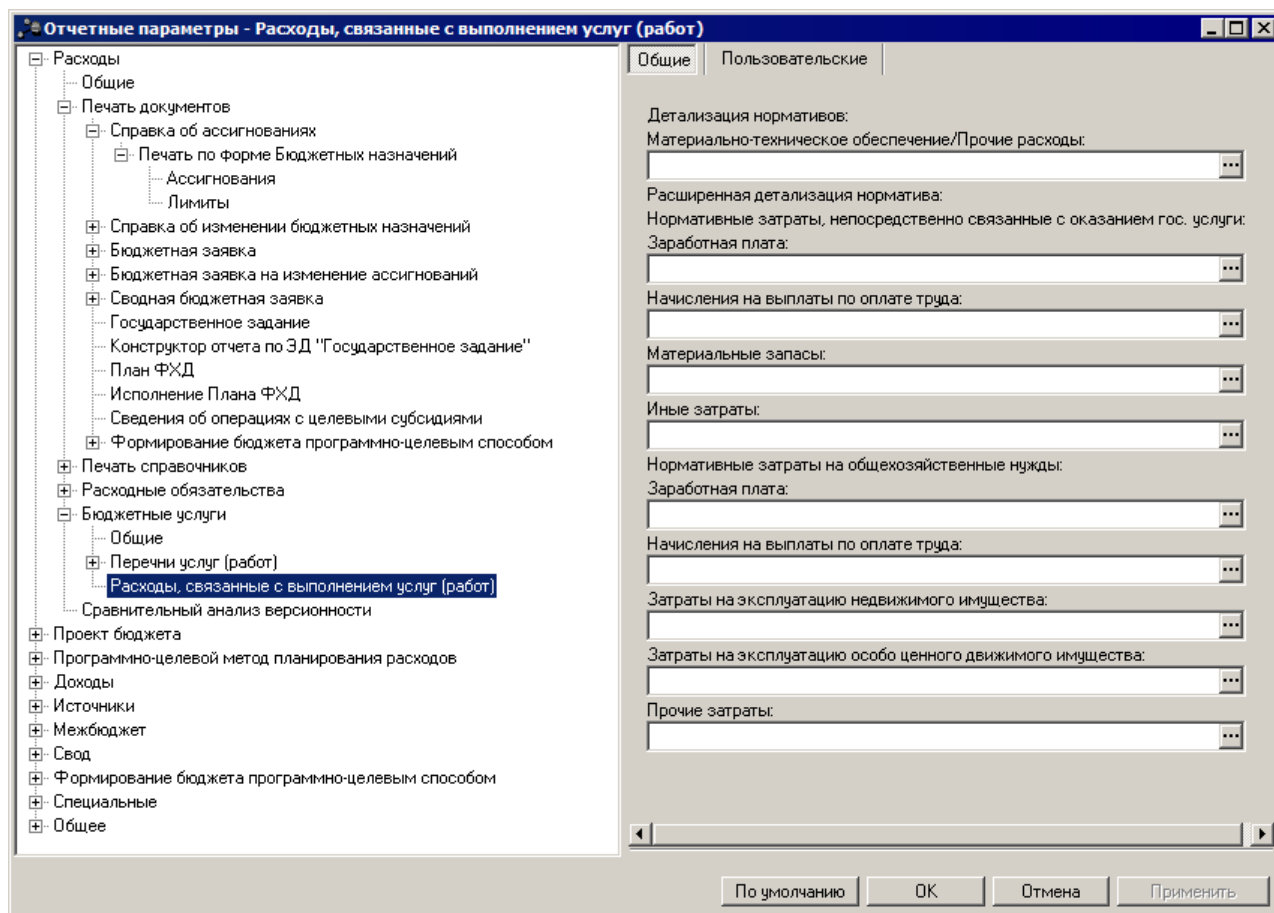 Отчетные параметры - Расходы, связанные с выполнением услуг (работ)
Расходы
Общие
Печать документов
Справка об ассигнованиях
Печать по форме Бюджетных назначений
Ассигнования
Лимиты
Справка об изменении бюджетных назначений
Бюджетная заявка
Бюджетная заявка на изменение ассигнований
Сводная бюджетная заявка
Государственное задание
Конструктор отчета по ЭД "Государственное задание"
План ФХД
Исполнение Плана ФХД
Сведения об операциях с целевыми субсидиями
Формирование бюджета программно-целевым способом
Печать справочников
Расходные обязательства
Бюджетные услуги
Общие
Перечни услуг (работ)
Расходы, связанные с выполнением услуг (работ)
Сравнительный анализ версионности
Проект бюджета
Программно-целевой метод планирования расходов
Доходы
Источники
Межбюджет
Свод
Формирование бюджета программно-целевым способом
Специальные
Общее
Общие
Пользовательские
Детализация нормативов:
Материально-техническое обеспечение/Прочие расходы:
Расширенная детализация норматива:
Нормативные затраты, непосредственно связанные с оказанием гос. услуги:
Заработная плата:
Начисления на выплаты по оплате труда:
Материальные запасы:
Иные затраты:
Нормативные затраты на общехозяйственные нужды:
Заработная плата:
Начисления на выплаты по оплате труда:
Затраты на эксплуатацию недвижимого имущества:
Затраты на эксплуатацию особо ценного движимого имущества:
Прочие затраты:
По умолчанию
OK
Отмена
Применить